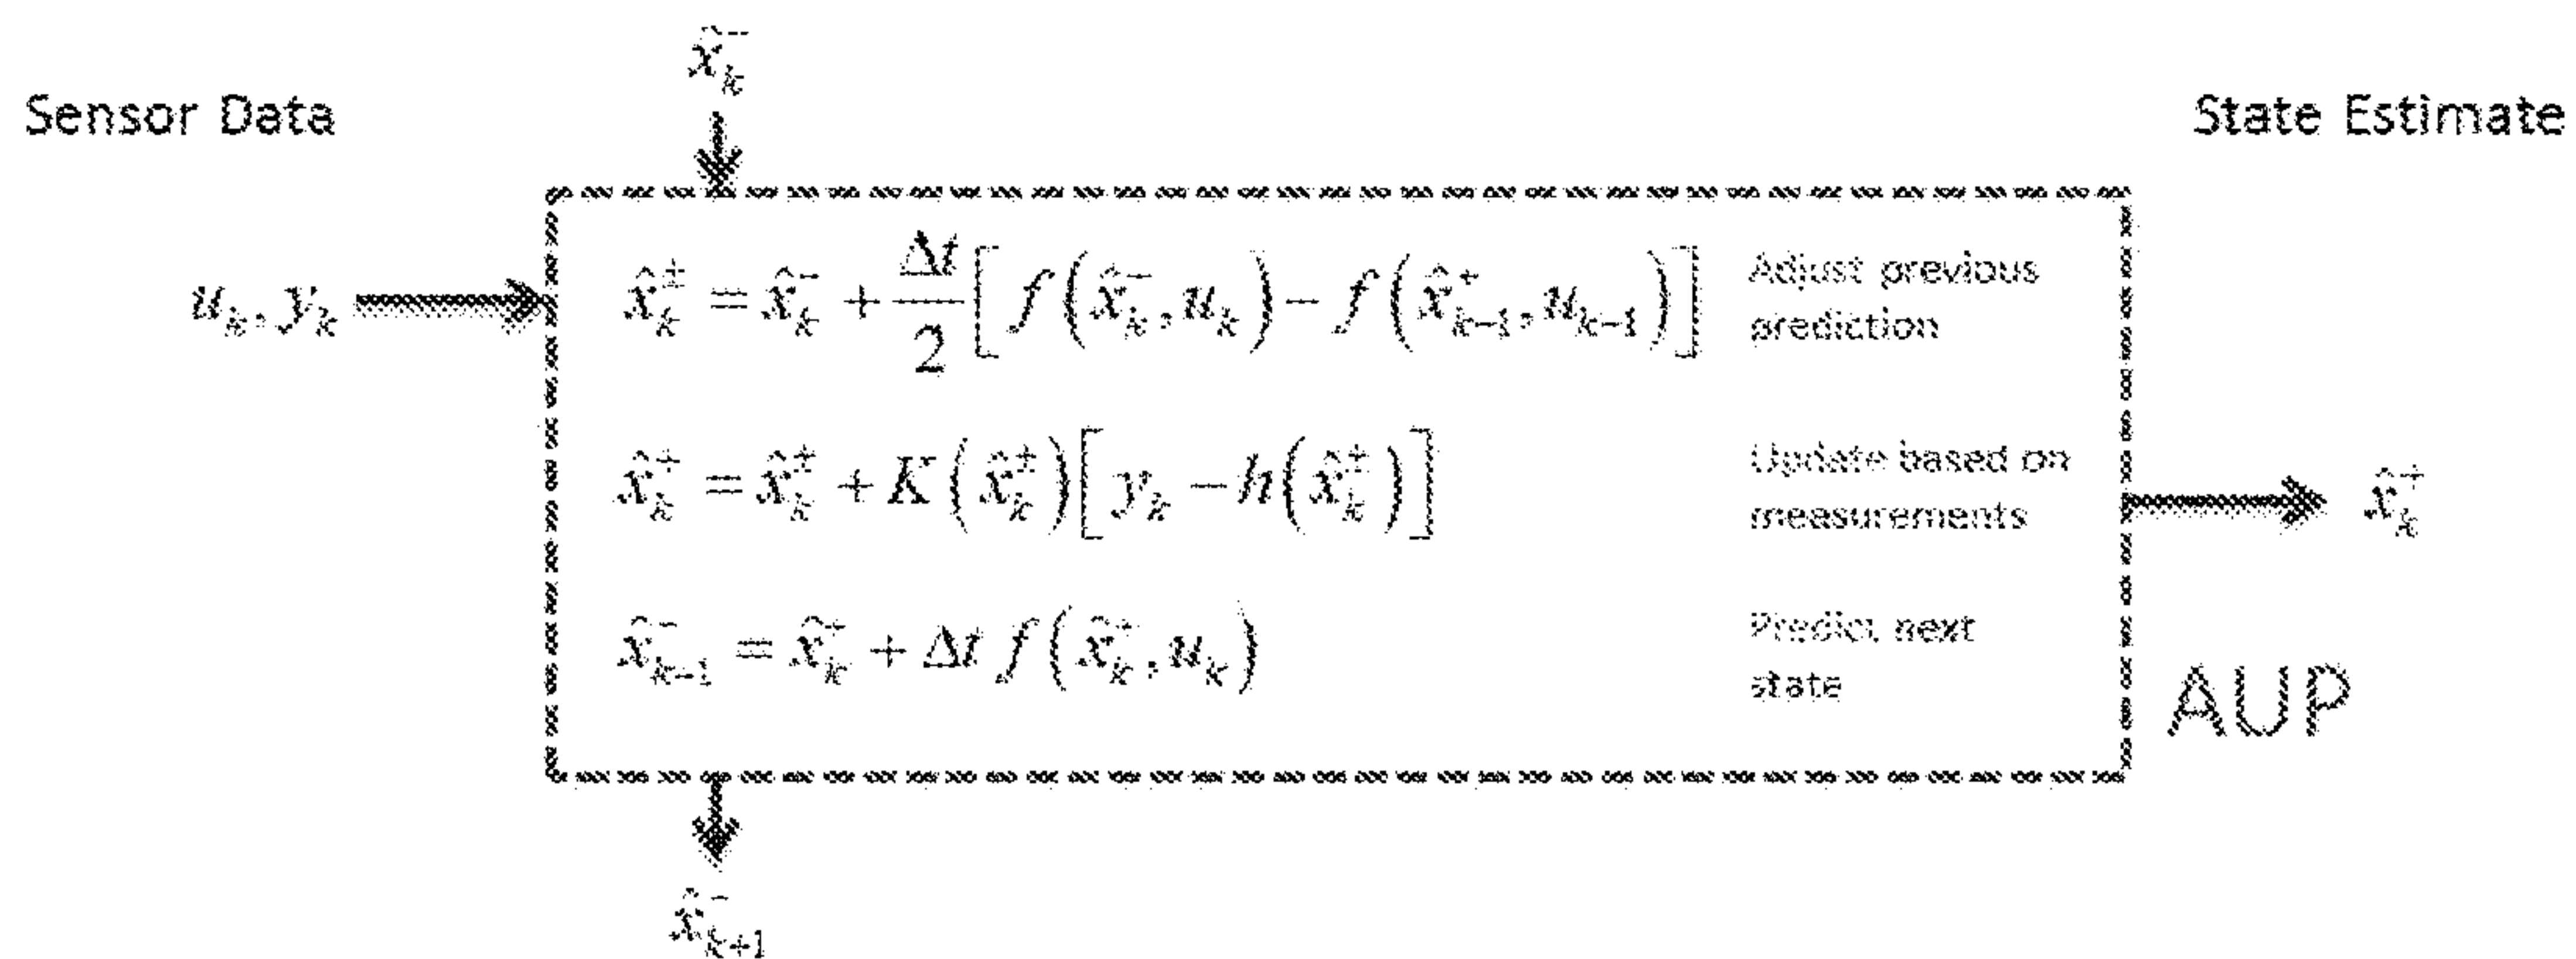 x̂ₖ⁻
Sensor Data
State Estimate
uₖ, yₖ
x̂ₖ^± = x̂ₖ⁻ + Δt/2 [ f(x̂ₖ⁻, uₖ) − f(x̂ₖ₋₁⁺, uₖ₋₁) ]
Adjust previous
prediction
x̂ₖ⁺ = x̂ₖ^± + K(x̂ₖ^±)[ yₖ − h(x̂ₖ^±) ]
Update based on
measurements
x̂ₖ⁺
x̂ₖ₊₁⁻ = x̂ₖ⁺ + Δt f(x̂ₖ⁺, uₖ)
Predict next
state
AUP
x̂ₖ₊₁⁻